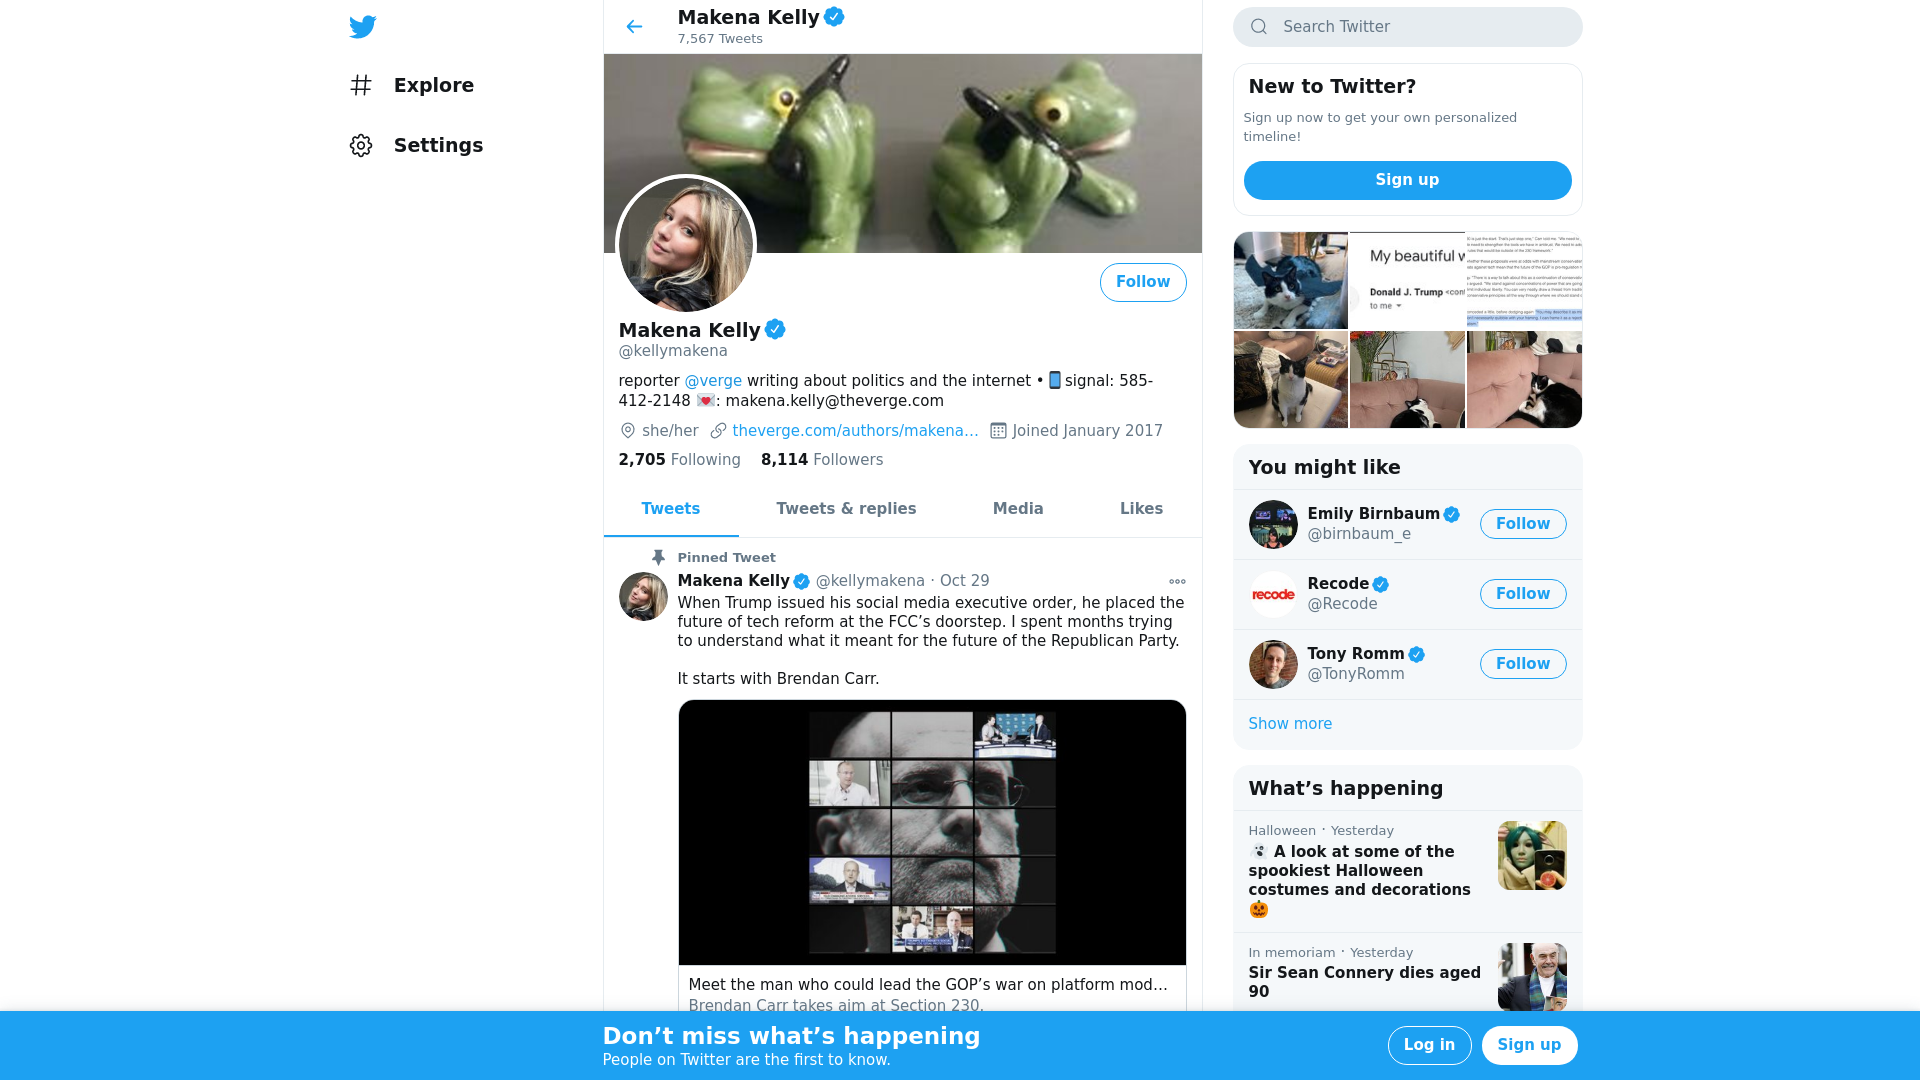 Explore
Settings
Makena Kelly
7,567 Tweets
Follow
Makena Kelly
@kellymakena
reporter @verge writing about politics and the internet • 📱signal: 585-
412-2148 💌: makena.kelly@theverge.com
she/her theverge.com/authors/makena… Joined January 2017
2,705 Following 8,114 Followers
Tweets Tweets & replies Media Likes
Pinned Tweet
Makena Kelly @kellymakena · Oct 29
When Trump issued his social media executive order, he placed the
future of tech reform at the FCC’s doorstep. I spent months trying
to understand what it meant for the future of the Republican Party.
It starts with Brendan Carr.
Meet the man who could lead the GOP’s war on platform mod…
Brendan Carr takes aim at Section 230.
Search Twitter
New to Twitter?
Sign up now to get your own personalized
timeline!
Sign up
My beautiful w
Donald J. Trump <con
to me
You might like
Emily Birnbaum
@birnbaum_e
Follow
recode
Recode
@Recode
Follow
Tony Romm
@TonyRomm
Follow
Show more
What’s happening
Halloween · Yesterday
👻 A look at some of the
spookiest Halloween
costumes and decorations
🎃
In memoriam · Yesterday
Sir Sean Connery dies aged
90
Don’t miss what’s happening
People on Twitter are the first to know.
Log in
Sign up